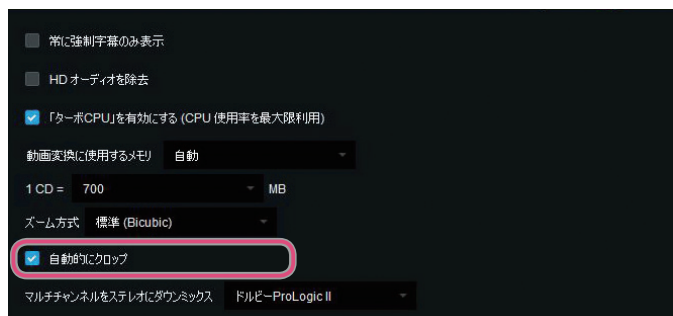 常に強制字幕のみ表示
HD オーディオを除去
「ターボCPU」を有効にする (CPU 使用率を最大限利用)
動画変換に使用するメモリ 自動
1 CD = 700 MB
ズーム方式 標準 (Bicubic)
自動的にクロップ
マルチチャンネルをステレオにダウンミックス ドルビーProLogic II